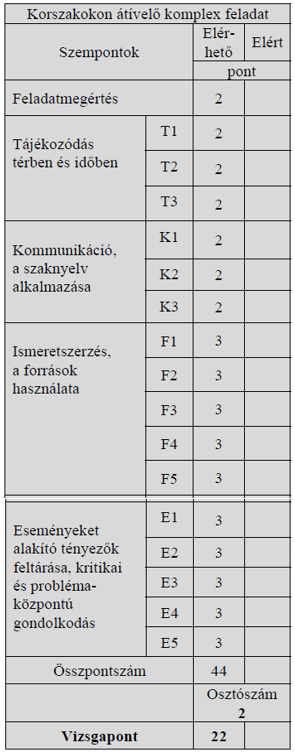 Korszakokon átívelő komplex feladat
Szempontok Elér- Elért
hető
pont
Feladatmegértés 2
Tájékozódás
térben és időben
T1 2
T2 2
T3 2
Kommunikáció,
a szaknyelv
alkalmazása
K1 2
K2 2
K3 2
Ismeretszerzés,
a források
használata
F1 3
F2 3
F3 3
F4 3
F5 3
Eseményeket
alakító tényezők
feltárása, kritikai
és probléma-
központú
gondolkodás
E1 3
E2 3
E3 3
E4 3
E5 3
Összpontszám 44
Osztószám
2
Vizsgapont 22